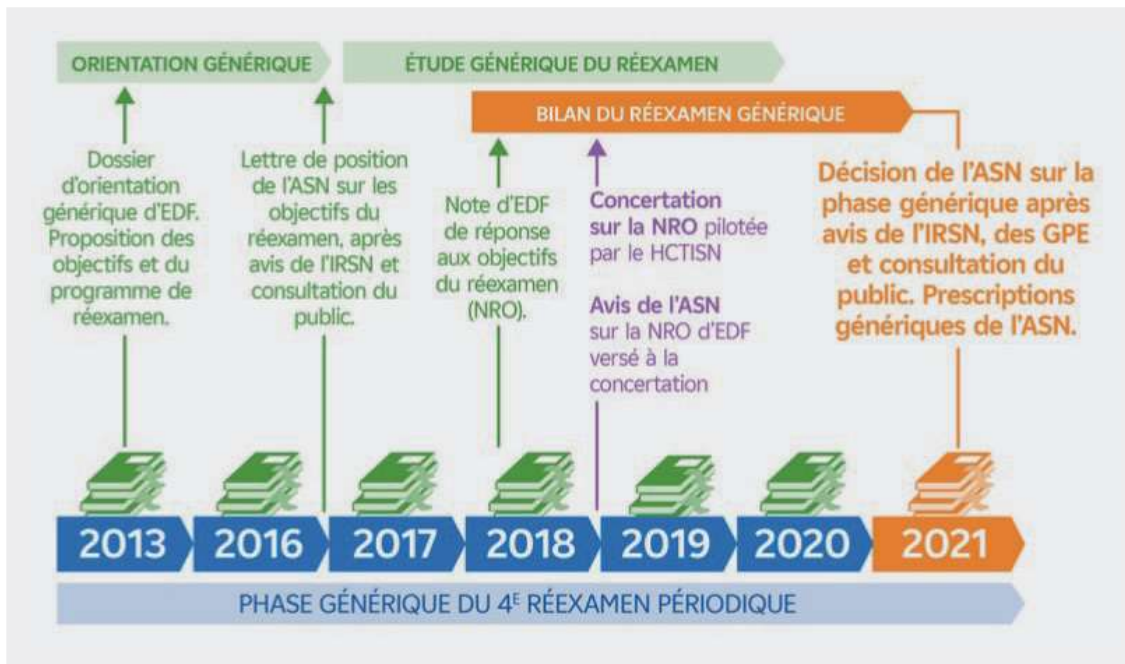 ORIENTATION GÉNÉRIQUE
ÉTUDE GÉNÉRIQUE DU RÉEXAMEN
BILAN DU RÉEXAMEN GÉNÉRIQUE
Dossier
d'orientation
générique d'EDF.
Proposition des
objectifs et du
programme de
réexamen.
Lettre de position
de l'ASN sur les
objectifs du
réexamen, après
avis de l'IRSN et
consultation du
public.
Note d'EDF
de réponse
aux objectifs
du réexamen
(NRO).
Concertation
sur la NRO pilotée
par le HCTISN
Avis de l'ASN
sur la NRO d'EDF
versé à la
concertation
Décision de l'ASN sur la
phase générique après
avis de l'IRSN, des GPE
et consultation du
public. Prescriptions
génériques de l'ASN.
2013 2016 2017 2018 2019 2020 2021
PHASE GÉNÉRIQUE DU 4E RÉEXAMEN PÉRIODIQUE